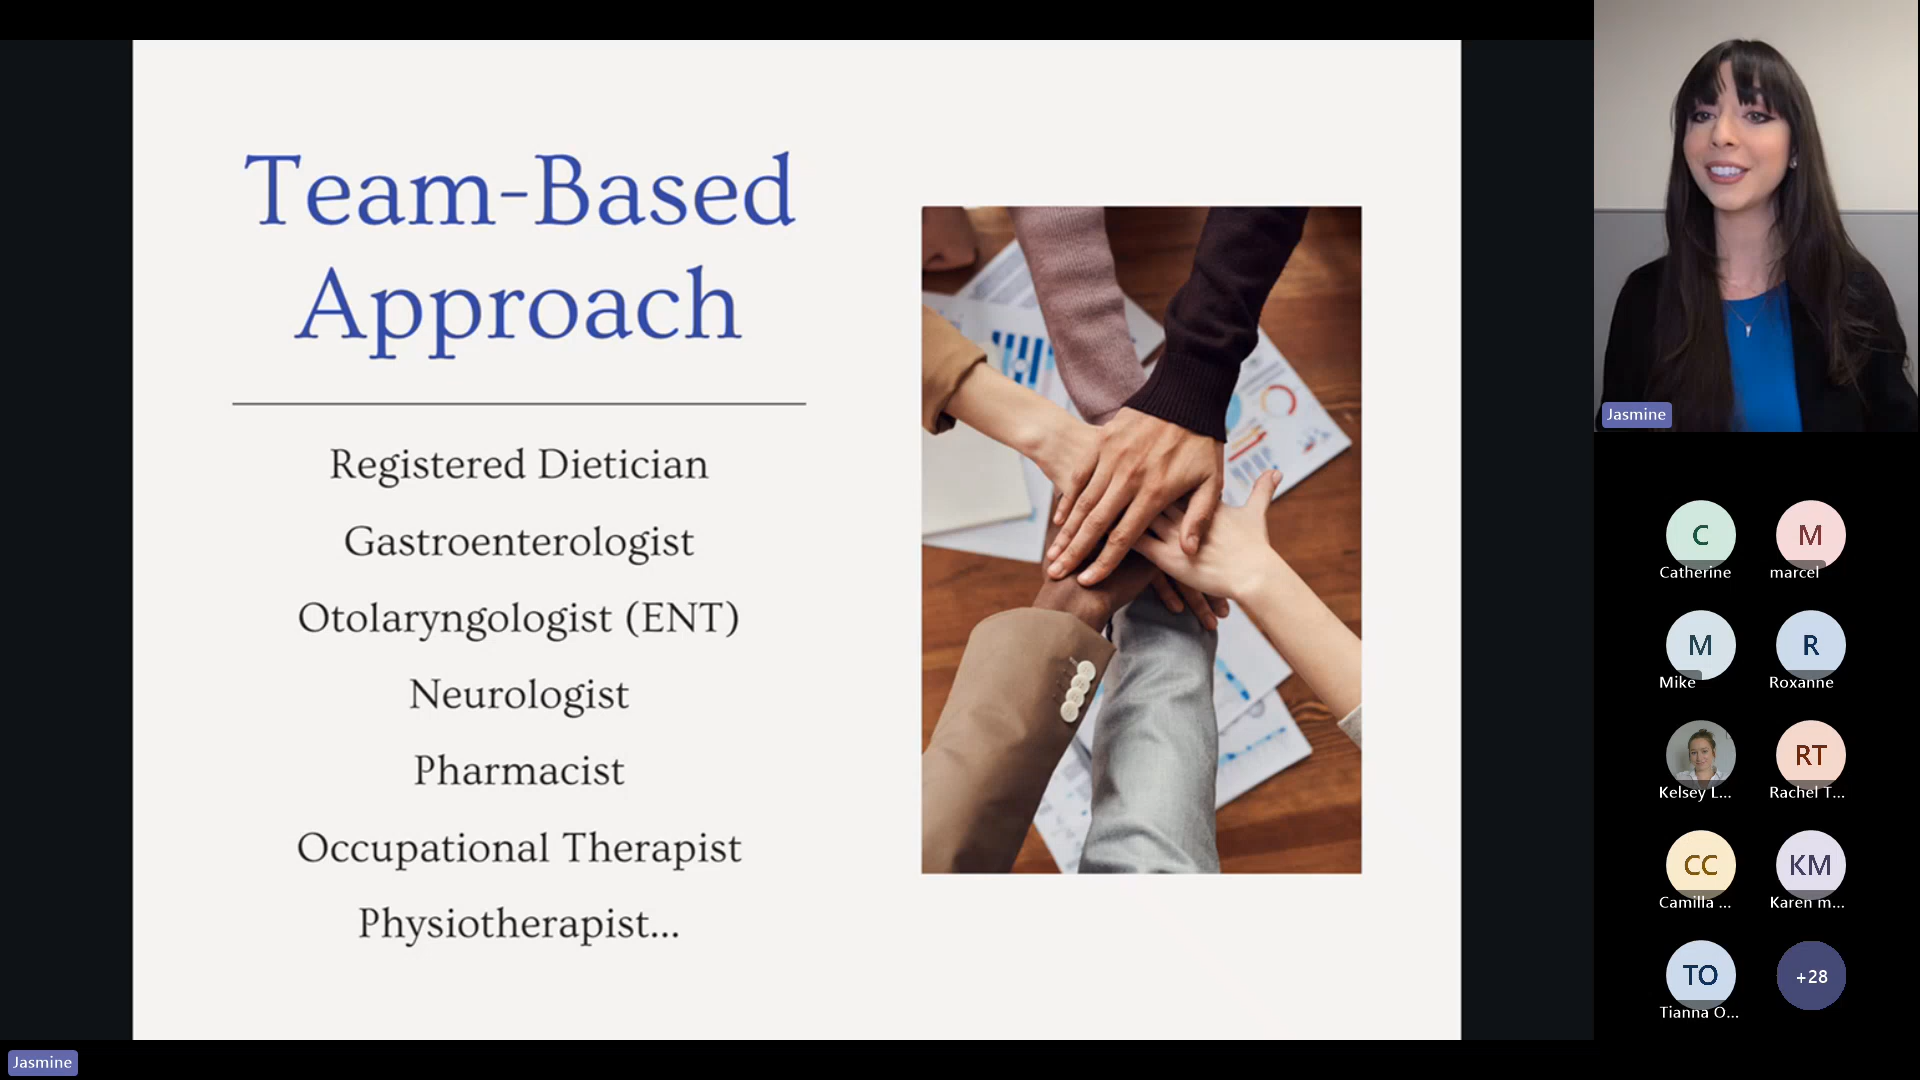 Team-Based
Approach
Registered Dietician
Gastroenterologist
Otolaryngologist (ENT)
Neurologist
Pharmacist
Occupational Therapist
Physiotherapist...
Jasmine
C
Catherine
M
marcel
M
Mike
R
Roxanne
Kelsey L...
RT
Rachel T...
CC
Camilla ...
KM
Karen m...
TO
Tianna O...
+28
Jasmine